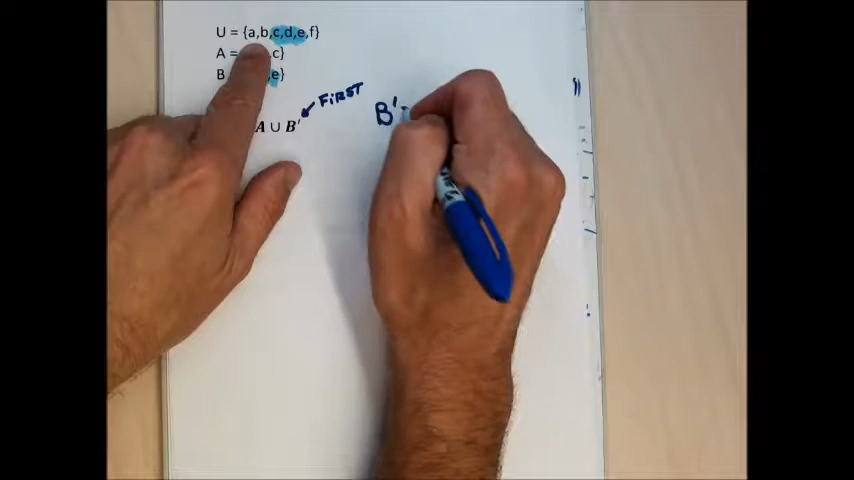 U = {a,b,c,d,e,f}
A = c}
B ,e}
FIRST
B'
A ∪ B'